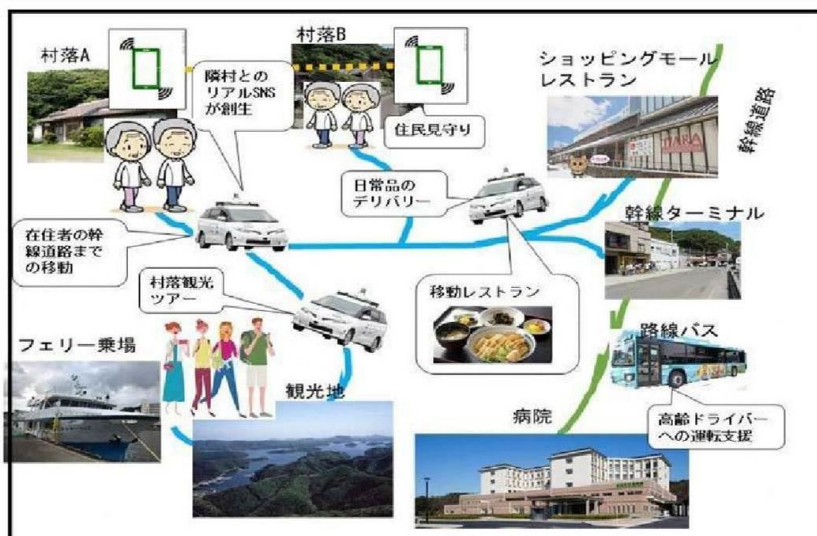 村落A
村落B
隣村との
リアルSNS
が創生
住民見守り
ショッピングモール
レストラン
TIARA
幹線道路
日常品の
デリバリー
幹線ターミナル
在住者の幹
線道路まで
の移動
村落観光
ツアー
移動レストラン
フェリー乗場
観光地
路線バス
病院
高齢ドライバー
への運転支援